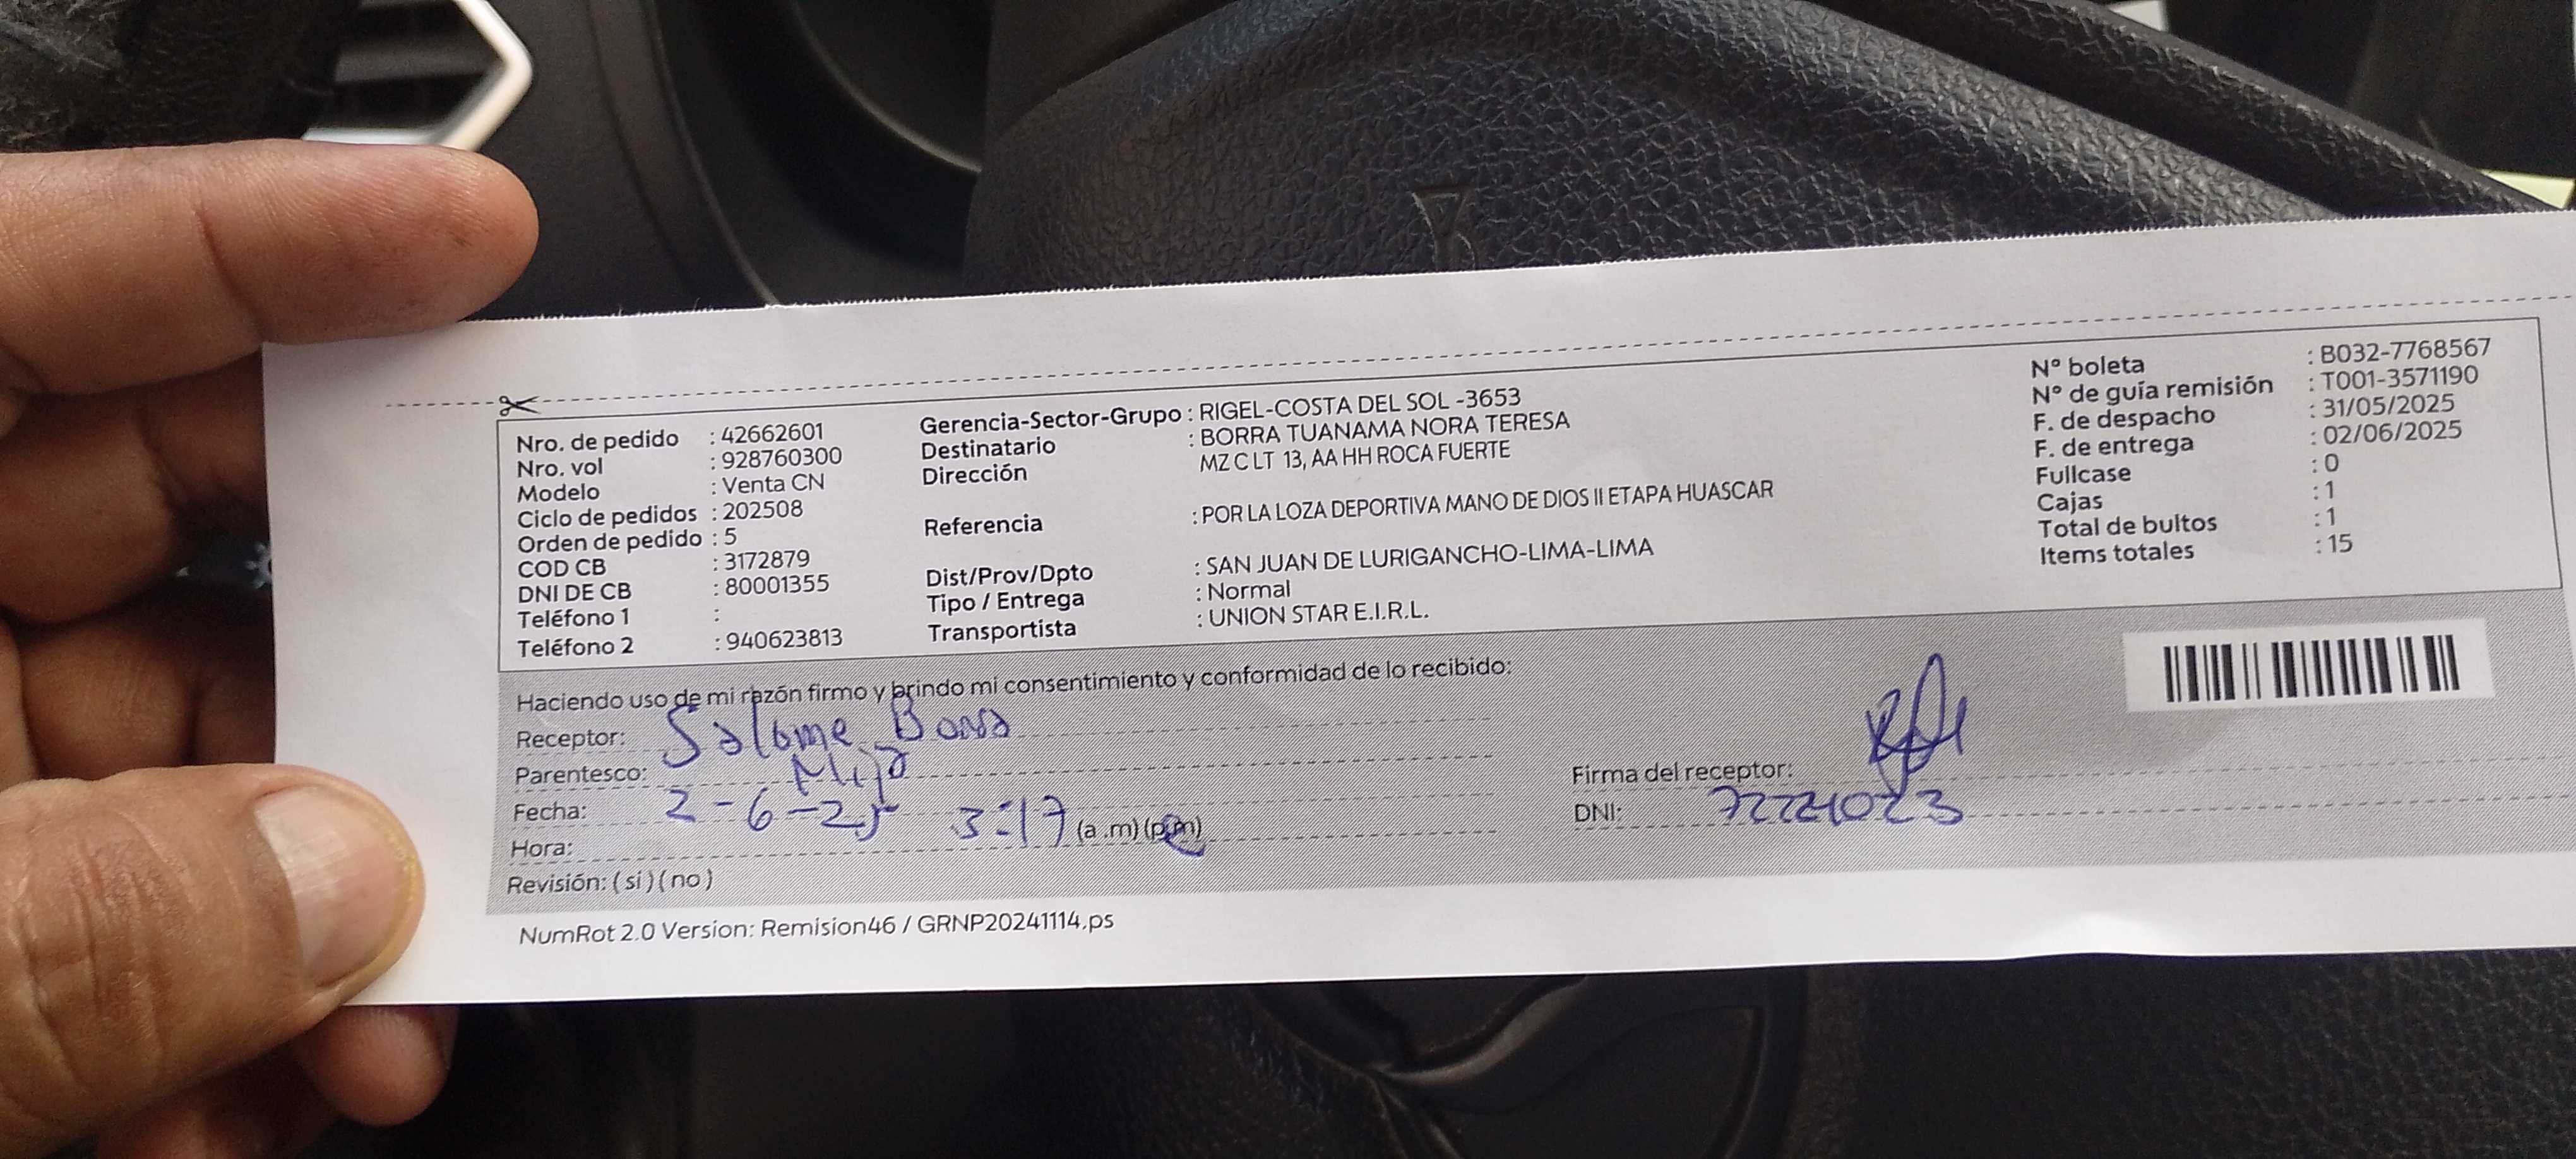 Nro. de pedido : 42662601
Nro. vol : 928760300
Modelo : Venta CN
Ciclo de pedidos : 202508
Orden de pedido : 5
COD CB : 3172879
DNI DE CB : 80001355
Teléfono 1 :
Teléfono 2 : 940623813
Gerencia-Sector-Grupo : RIGEL-COSTA DEL SOL -3653
Destinatario : BORRA TUANAMA NORA TERESA
Dirección MZ C LT 13, AA HH ROCA FUERTE
Referencia : POR LA LOZA DEPORTIVA MANO DE DIOS II ETAPA HUASCAR
Dist/Prov/Dpto : SAN JUAN DE LURIGANCHO-LIMA-LIMA
Tipo / Entrega : Normal
Transportista : UNION STAR E.I.R.L.
N° boleta : B032-7768567
N° de guía remisión : T001-3571190
F. de despacho : 31/05/2025
F. de entrega : 02/06/2025
Fullcase : 0
Cajas : 1
Total de bultos : 1
Items totales : 15
Haciendo uso de mi razón firmo y brindo mi consentimiento y conformidad de lo recibido:
Receptor: Salome
Parentesco: Hija
Fecha: 2-6-25 3:17 (a.m) (p.m)
Hora:
Revisión: (si) (no)
Firma del receptor:
DNI:
NumRot 2.0 Version: Remision46 / GRNP20241114.ps